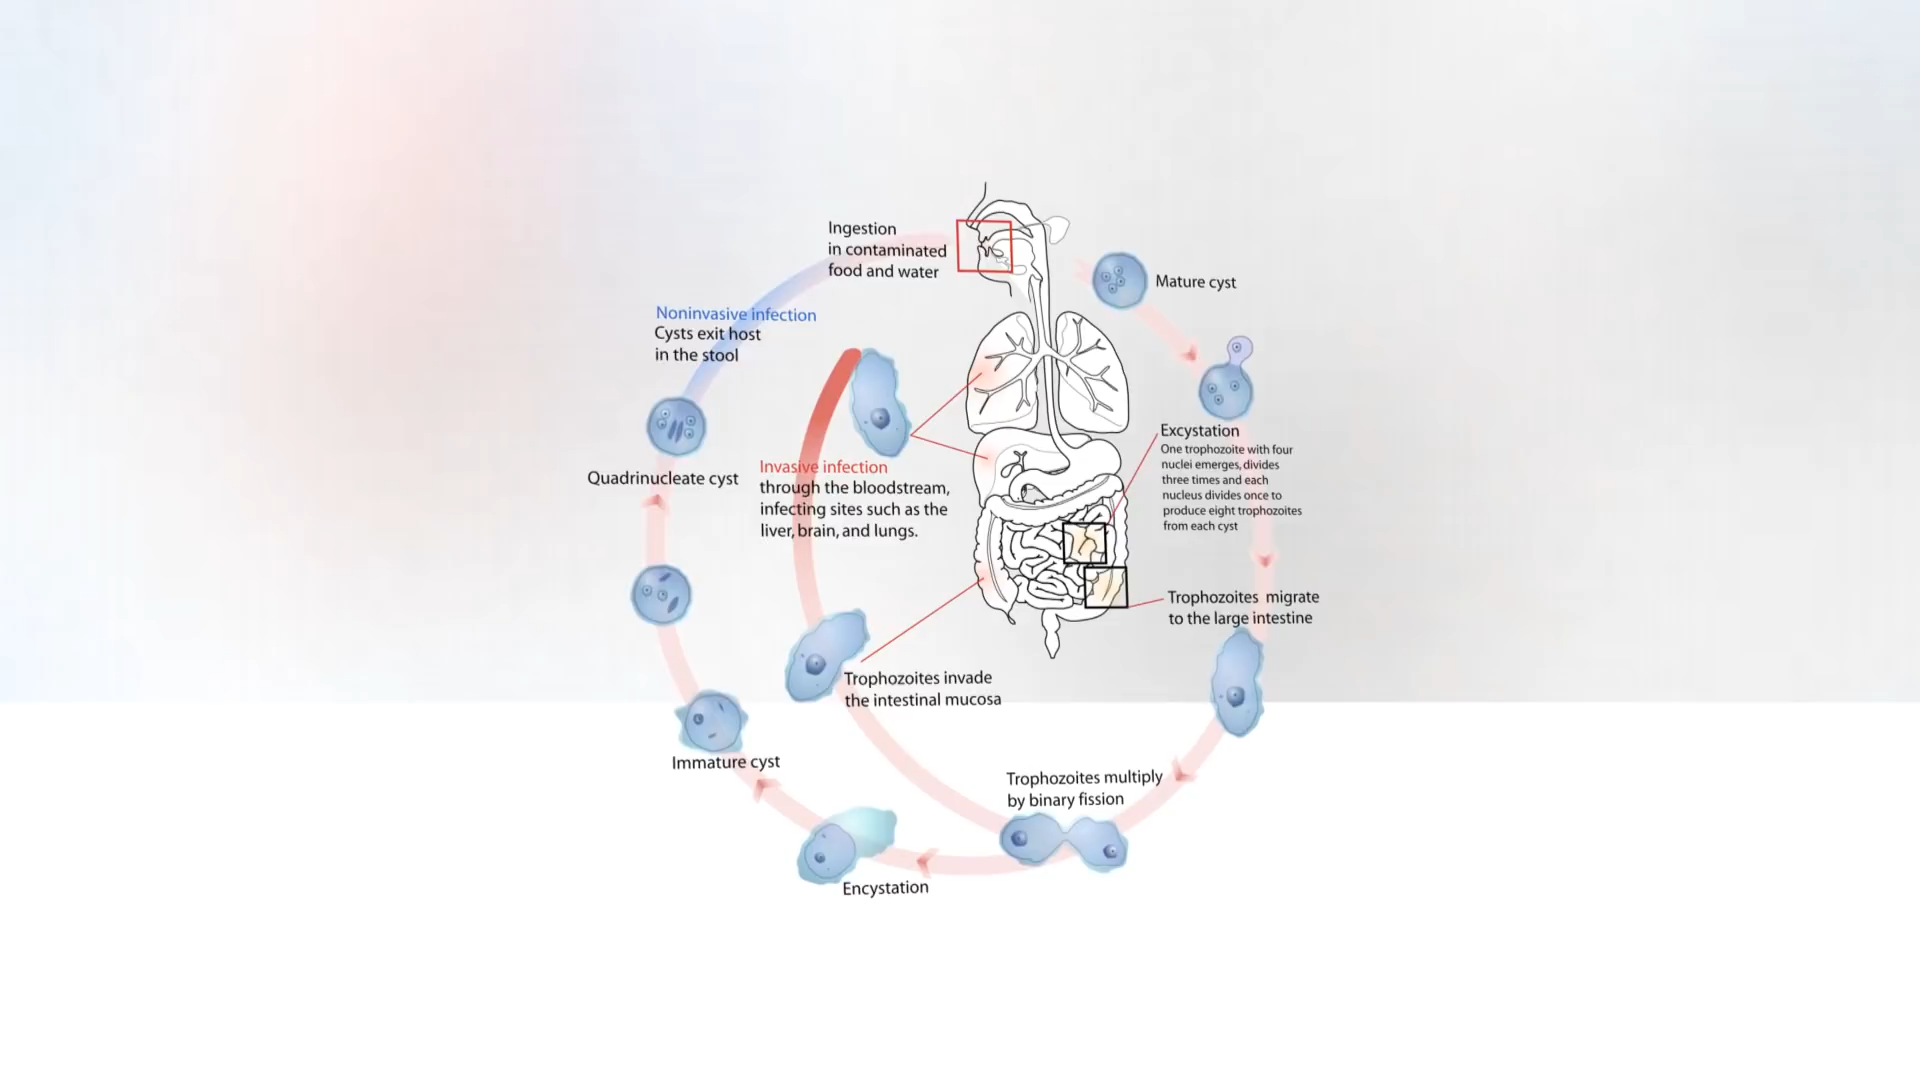 Ingestion
in contaminated
food and water
Mature cyst
Noninvasive infection
Cysts exit host
in the stool
Excystation
One trophozoite with four
nuclei emerges, divides
three times and each
nucleus divides once to
produce eight trophozoites
from each cyst
Quadrinucleate cyst
Invasive infection
through the bloodstream,
infecting sites such as the
liver, brain, and lungs.
Trophozoites migrate
to the large intestine
Trophozoites invade
the intestinal mucosa
Immature cyst
Trophozoites multiply
by binary fission
Encystation